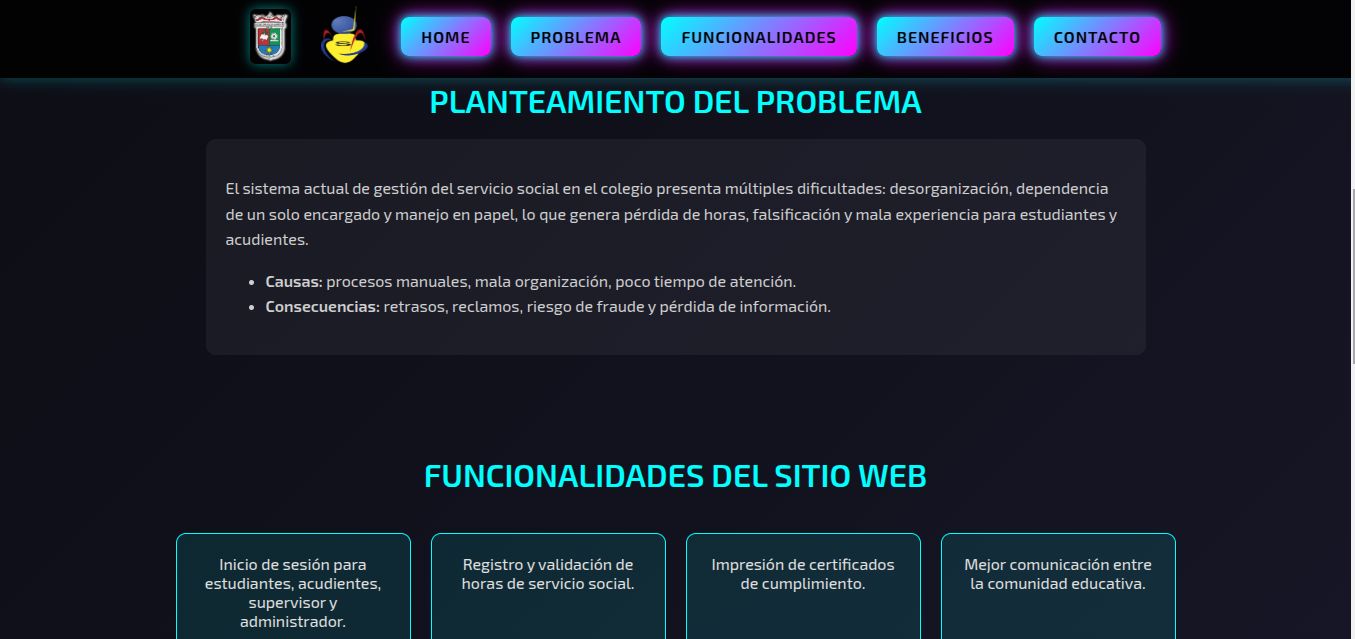 HOME
PROBLEMA
FUNCIONALIDADES
BENEFICIOS
CONTACTO
PLANTEAMIENTO DEL PROBLEMA
El sistema actual de gestión del servicio social en el colegio presenta múltiples dificultades: desorganización, dependencia
de un solo encargado y manejo en papel, lo que genera pérdida de horas, falsificación y mala experiencia para estudiantes y
acudientes.
• Causas: procesos manuales, mala organización, poco tiempo de atención.
• Consecuencias: retrasos, reclamos, riesgo de fraude y pérdida de información.
FUNCIONALIDADES DEL SITIO WEB
Inicio de sesión para
estudiantes, acudientes,
supervisor y
administrador.
Registro y validación de
horas de servicio social.
Impresión de certificados
de cumplimiento.
Mejor comunicación entre
la comunidad educativa.